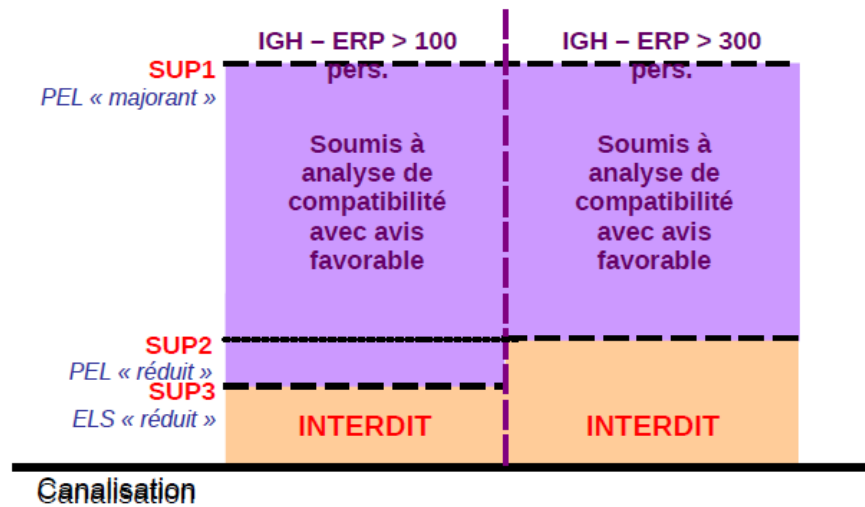 IGH – ERP > 100
pers.
IGH – ERP > 300
pers.
SUP1
PEL « majorant »
Soumis à
analyse de
compatibilité
avec avis
favorable
Soumis à
analyse de
compatibilité
avec avis
favorable
SUP2
PEL « réduit »
SUP3
ELS « réduit »
INTERDIT
INTERDIT
Canalisation